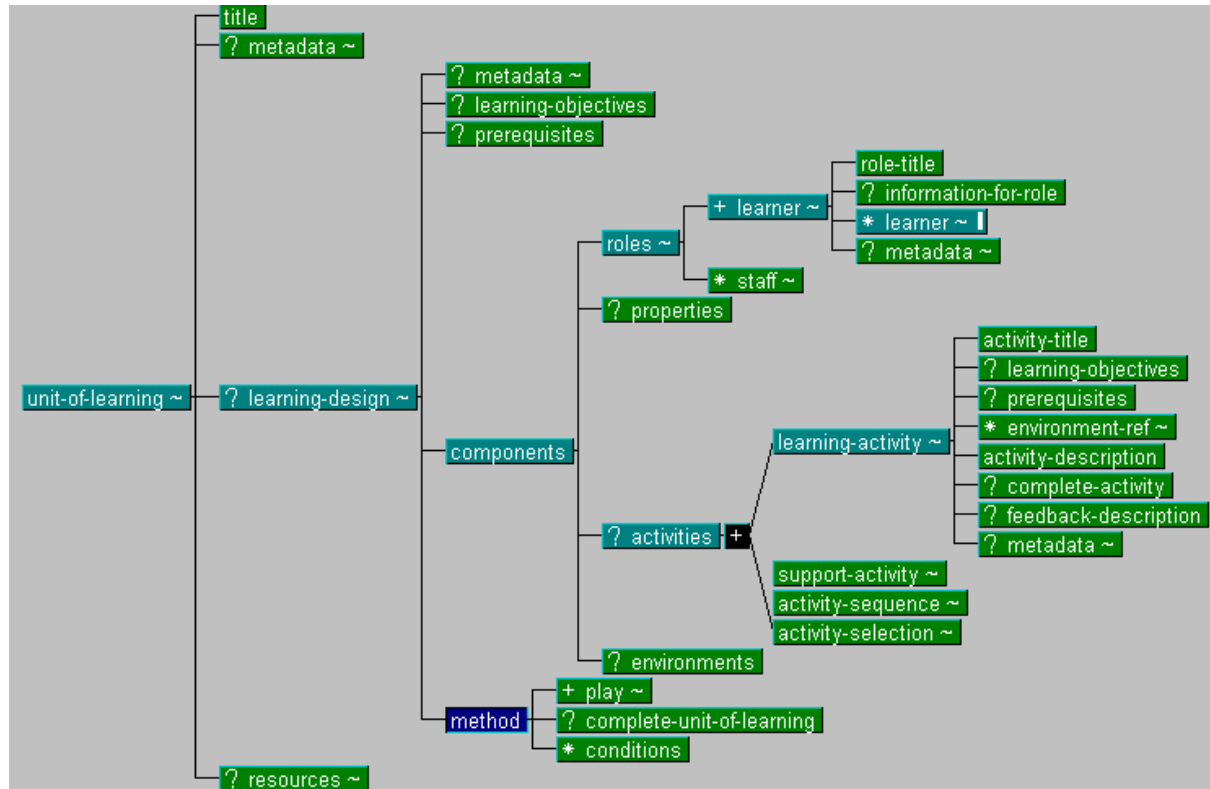 title
? metadata ~
? metadata ~
? learning-objectives
? prerequisites
role-title
? information-for-role
+ learner ~
* learner ~
roles ~
? metadata ~
* staff ~
? properties
activity-title
? learning-objectives
unit-of-learning ~
? learning-design ~
? prerequisites
* environment-ref ~
learning-activity ~
components
activity-description
? complete-activity
? feedback-description
? activities
+
? metadata ~
support-activity ~
activity-sequence ~
activity-selection ~
? environments
+ play ~
method
? complete-unit-of-learning
* conditions
? resources ~